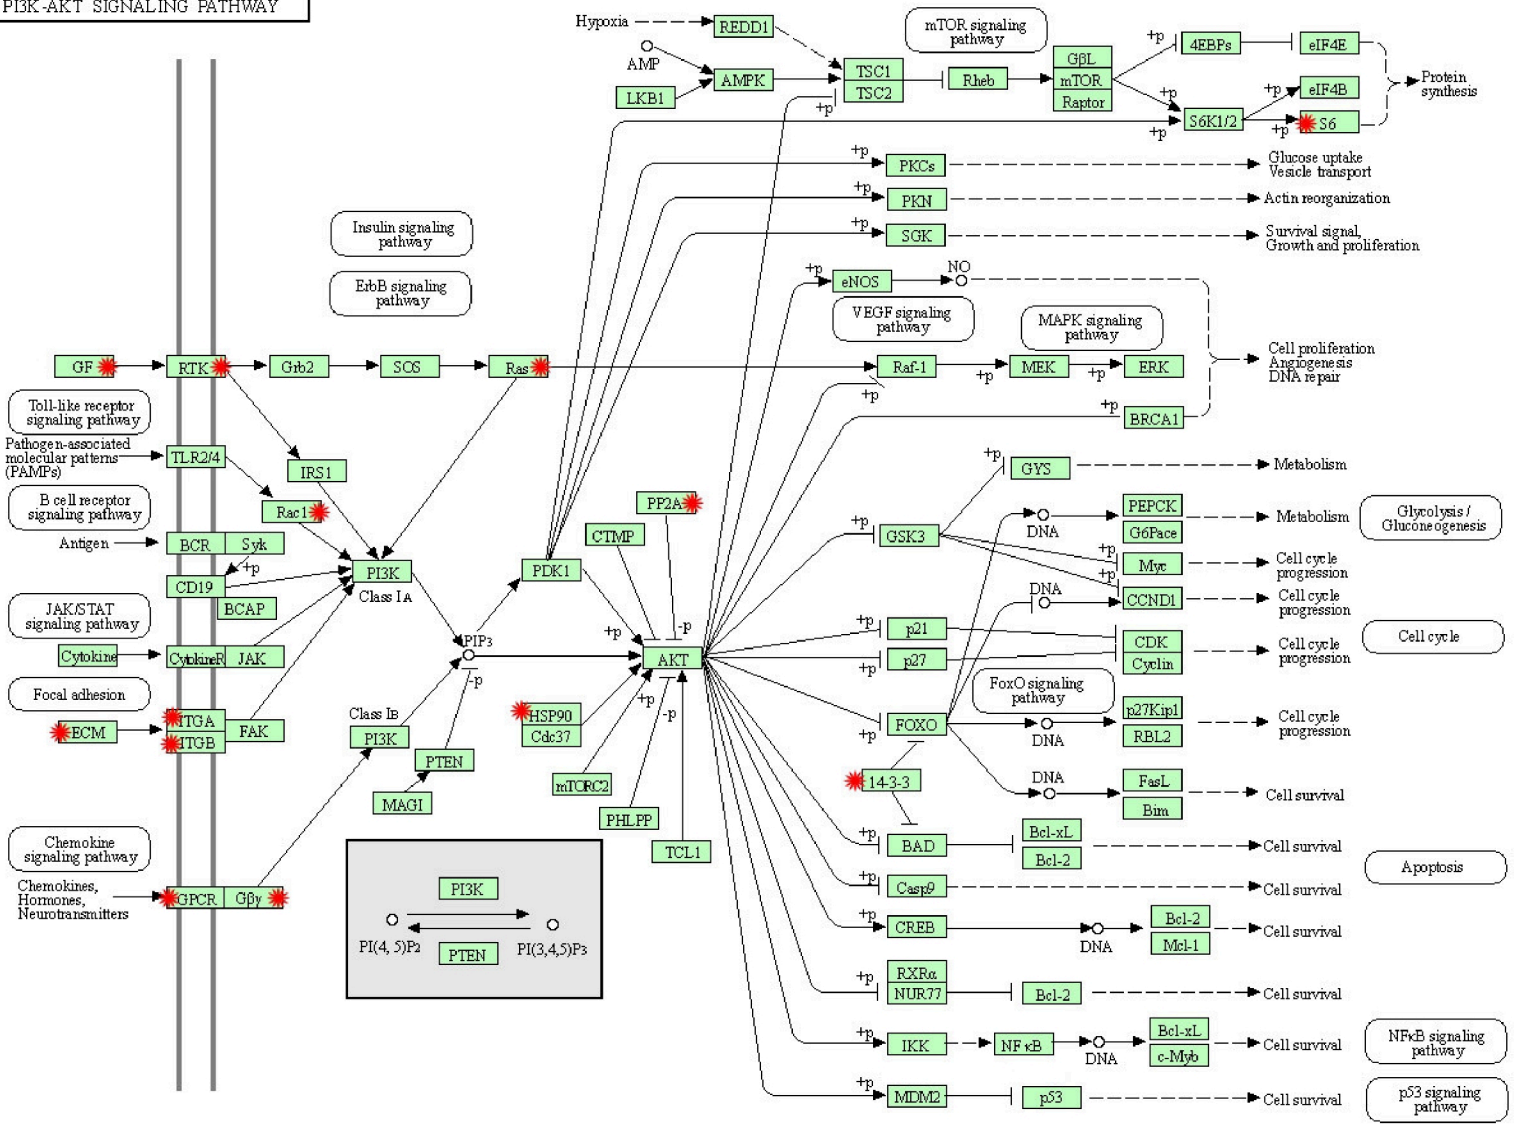 PI3K-AKT SIGNALING PATHWAY
Hypoxia
REDD1
mTOR signaling
pathway
+p
4EBPs
eIF4E
AMP
AMPK
TSC1
TSC2
+p
Rheb
GβL
mTOR
Raptor
Protein
synthesis
LKB1
+p
+p
eIF4B
S6K1/2
+p
+p
S6
+p
PKCs
Glucose uptake
Vesicle transport
+p
PKN
Actin reorganization
Insulin signaling
pathway
+p
SGK
Survival signal,
Growth and proliferation
ErbB signaling
pathway
+p
eNOS
NO
VEGF signaling
pathway
MAPK signaling
pathway
GF
RTK
Grb2
SOS
Ras
Raf-1
+p
MEK
+p
ERK
Cell proliferation
Angiogenesis
DNA repair
+p
+p
BRCA1
Toll-like receptor
signaling pathway
Pathogen-associated
molecular patterns
(PAMPs)
TLR2/4
IRS1
+p
GYS
Metabolism
B cell receptor
signaling pathway
Rac1
PP2A
CTMP
+p
GSK3
DNA
PEPCK
G6Pace
Metabolism
Glycolysis /
Gluconeogenesis
Antigen
BCR
Syk
+p
CD19
BCAP
PI3K
Class IA
PDK1
+p
Myc
Cell cycle
progression
+p
DNA
CCND1
Cell cycle
progression
JAK/STAT
signaling pathway
Cytokine
CytokineR
JAK
PIP3
-p
+p
-p
AKT
+p
p21
+p
p27
CDK
Cyclin
Cell cycle
progression
Cell cycle
Focal adhesion
ECM
ITGA
ITGB
FAK
Class IB
PI3K
PTEN
MAGI
HSP90
Cdc37
+p
-p
mTORC2
PHLPP
TCL1
FoxO signaling
pathway
FOXO
+p
DNA
p27Kip1
RBL2
Cell cycle
progression
14-3-3
DNA
FasL
Bim
Cell survival
Chemokine
signaling pathway
Chemokines,
Hormones,
Neurotransmitters
GPCR
Gβγ
PI3K
PI(4, 5)P2
PI(3,4,5)P3
PTEN
+p
BAD
Bcl-xL
Bcl-2
Cell survival
Apoptosis
+p
Casp9
Cell survival
+p
CREB
DNA
Bcl-2
Mcl-1
Cell survival
+p
RXRα
NUR77
Bcl-2
Cell survival
+p
IKK
NFκB
DNA
Bcl-xL
c-Myb
Cell survival
NFκB signaling
pathway
+p
MDM2
p53
Cell survival
p53 signaling
pathway